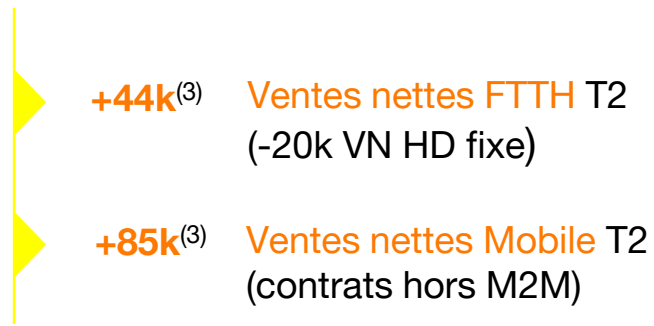 +44k(3) Ventes nettes FTTH T2
(-20k VN HD fixe)
+85k(3) Ventes nettes Mobile T2
(contrats hors M2M)